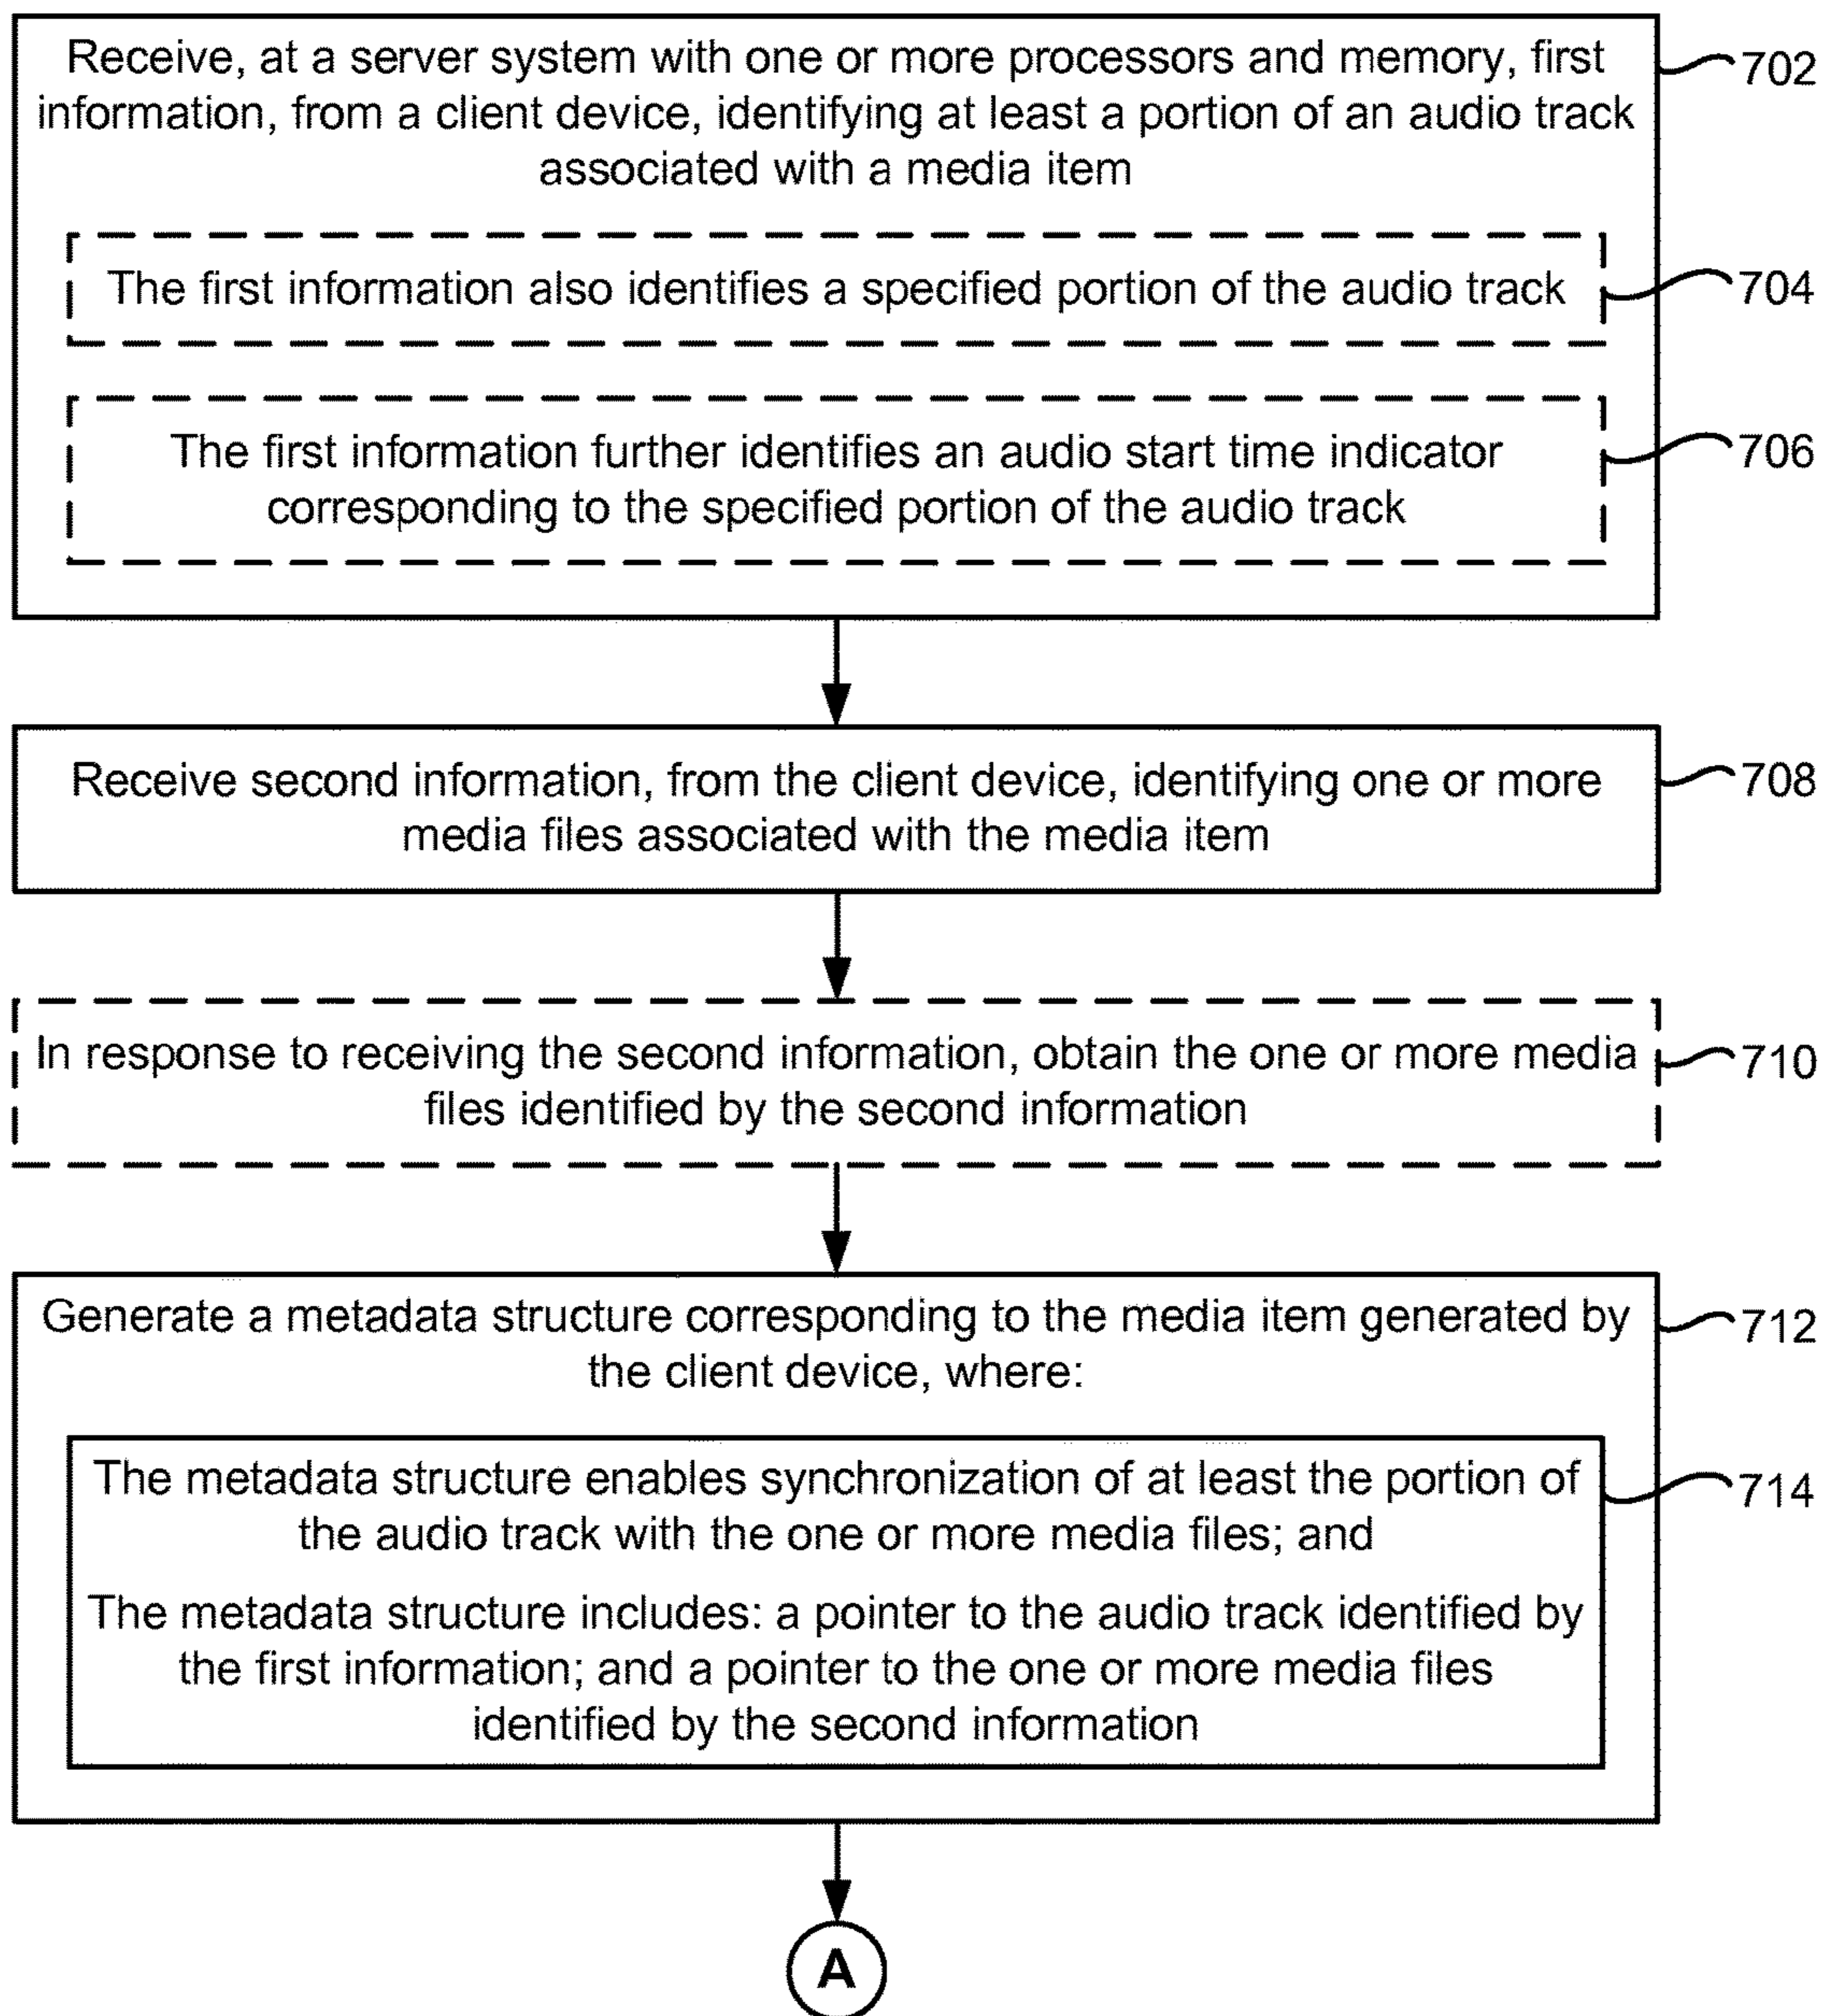 Receive, at a server system with one or more processors and memory, first
information, from a client device, identifying at least a portion of an audio track
associated with a media item
702
The first information also identifies a specified portion of the audio track
704
The first information further identifies an audio start time indicator
corresponding to the specified portion of the audio track
706
Receive second information, from the client device, identifying one or more
media files associated with the media item
708
In response to receiving the second information, obtain the one or more media
files identified by the second information
710
Generate a metadata structure corresponding to the media item generated by
the client device, where:
712
The metadata structure enables synchronization of at least the portion of
the audio track with the one or more media files; and
714
The metadata structure includes: a pointer to the audio track identified by
the first information; and a pointer to the one or more media files
identified by the second information
A